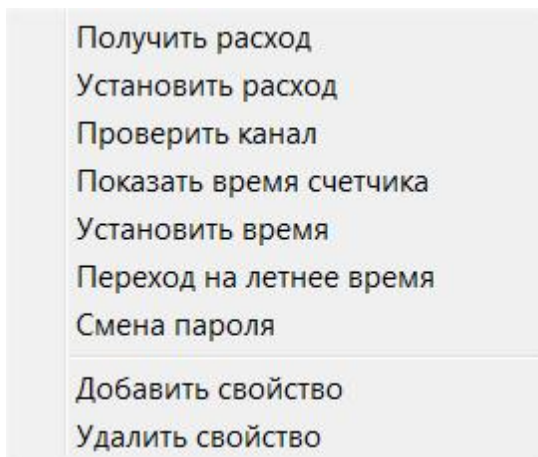 Получить расход
Установить расход
Проверить канал
Показать время счетчика
Установить время
Переход на летнее время
Смена пароля
Добавить свойство
Удалить свойство